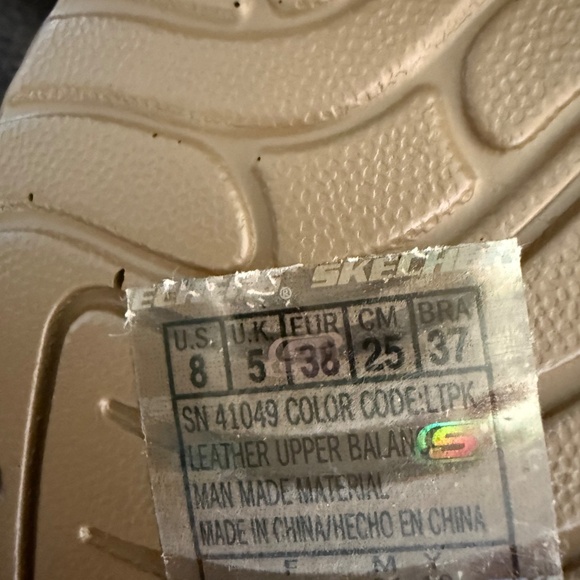 SKECHERS®
U.S. U.K. EUR CM BRA
8 5 38 25 37
SN 41049 COLOR CODE:LTPK
LEATHER UPPER BALAN
MAN MADE MATERIAL
MADE IN CHINA/HECHO EN CHINA